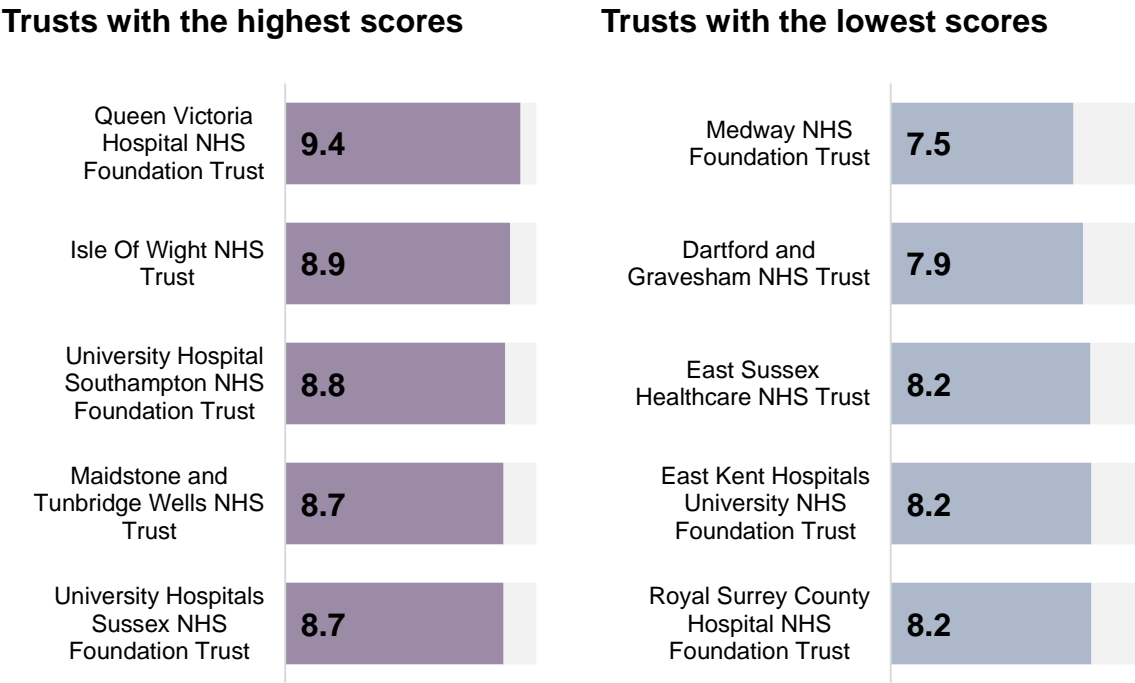 Trusts with the highest scores
Queen Victoria
Hospital NHS
Foundation Trust
9.4
Isle Of Wight NHS
Trust
8.9
University Hospital
Southampton NHS
Foundation Trust
8.8
Maidstone and
Tunbridge Wells NHS
Trust
8.7
University Hospitals
Sussex NHS
Foundation Trust
8.7
Trusts with the lowest scores
Medway NHS
Foundation Trust
7.5
Dartford and
Gravesham NHS Trust
7.9
East Sussex
Healthcare NHS Trust
8.2
East Kent Hospitals
University NHS
Foundation Trust
8.2
Royal Surrey County
Hospital NHS
Foundation Trust
8.2